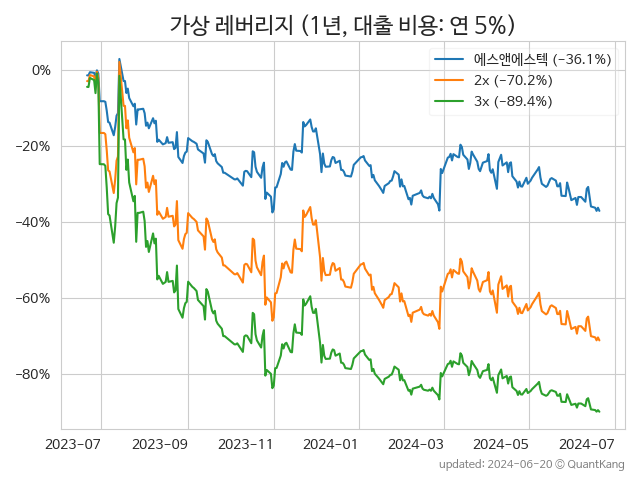 가상 레버리지 (1년, 대출 비용: 연 5%)
에스앤에스텍 (−36.1%)
2x (−70.2%)
3x (−89.4%)
0%
−20%
−40%
−60%
−80%
2023−07 2023−09 2023−11 2024−01 2024−03 2024−05 2024−07
updated: 2024-06-20 © QuantKang